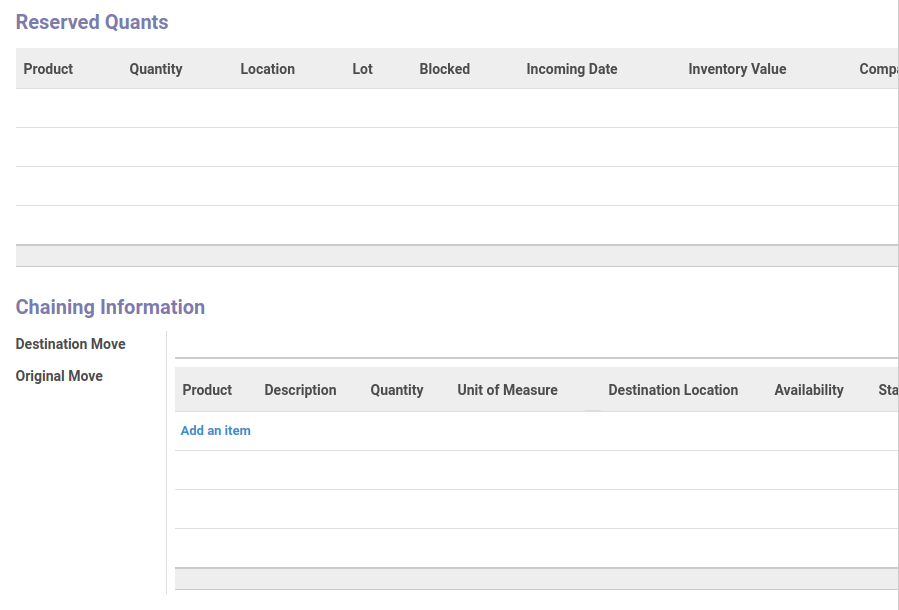 Reserved Quants
Product Quantity Location Lot Blocked Incoming Date Inventory Value Compa
Chaining Information
Destination Move
Original Move
Product Description Quantity Unit of Measure Destination Location Availability Sta
Add an item